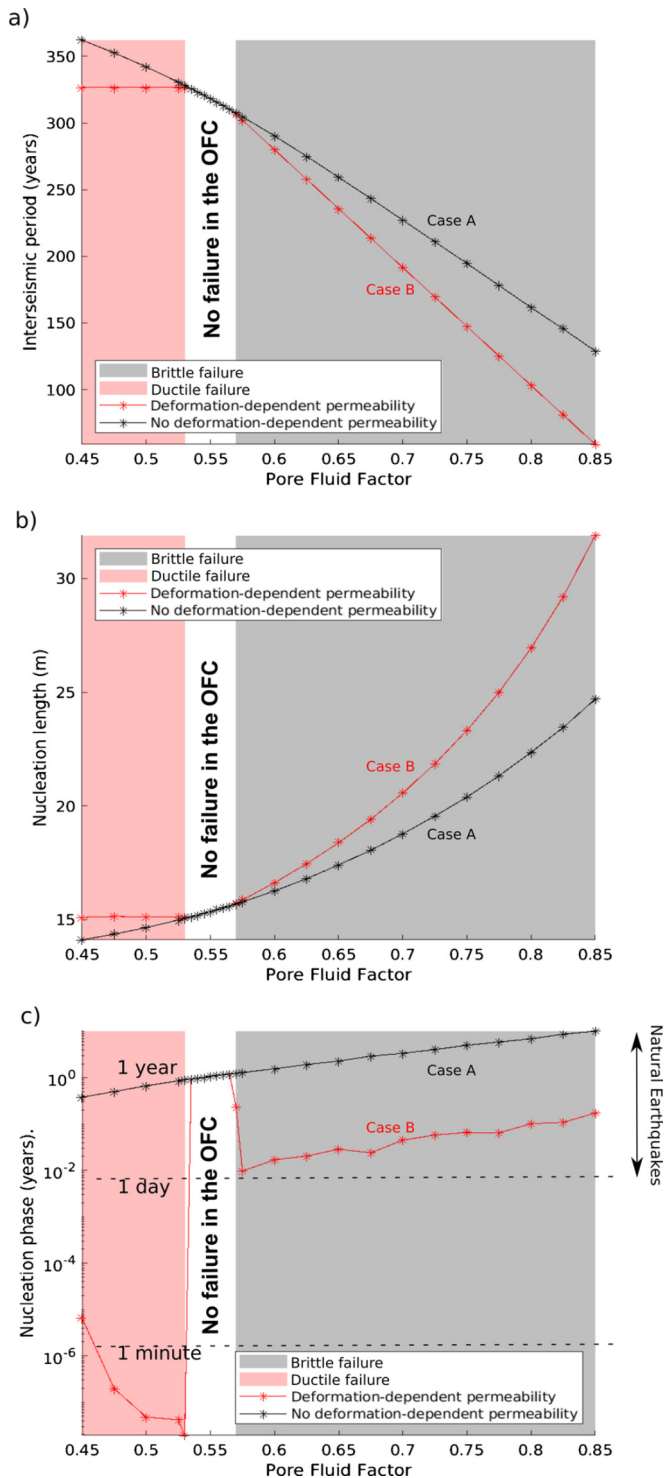 a)
350
300
250
200
150
100
Interseismic period (years)
No failure in the OFC
Case A
Case B
Brittle failure
Ductile failure
Deformation-dependent permeability
No deformation-dependent permeability
0.45 0.5 0.55 0.6 0.65 0.7 0.75 0.8 0.85
Pore Fluid Factor
b)
30
25
20
15
Nucleation length (m)
Brittle failure
Ductile failure
Deformation-dependent permeability
No deformation-dependent permeability
No failure in the OFC
Case B
Case A
0.45 0.5 0.55 0.6 0.65 0.7 0.75 0.8 0.85
Pore Fluid Factor
c)
10^0
10^-2
10^-4
10^-6
Nucleation phase (years).
1 year
Case A
Case B
1 day
No failure in the OFC
1 minute
Natural Earthquakes
Brittle failure
Ductile failure
Deformation-dependent permeability
No deformation-dependent permeability
0.45 0.5 0.55 0.6 0.65 0.7 0.75 0.8 0.85
Pore Fluid Factor